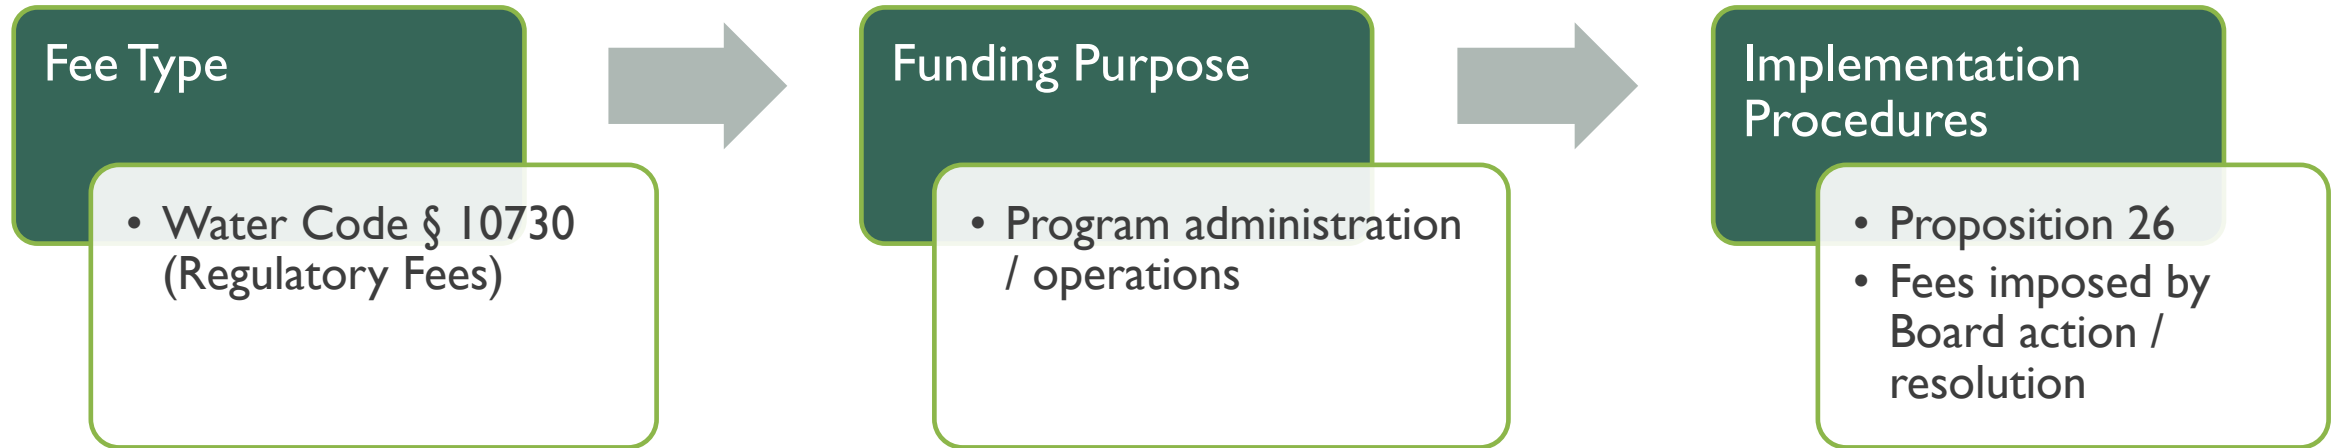 Fee Type
• Water Code § 10730
(Regulatory Fees)
Funding Purpose
• Program administration
/ operations
Implementation
Procedures
• Proposition 26
• Fees imposed by
Board action /
resolution